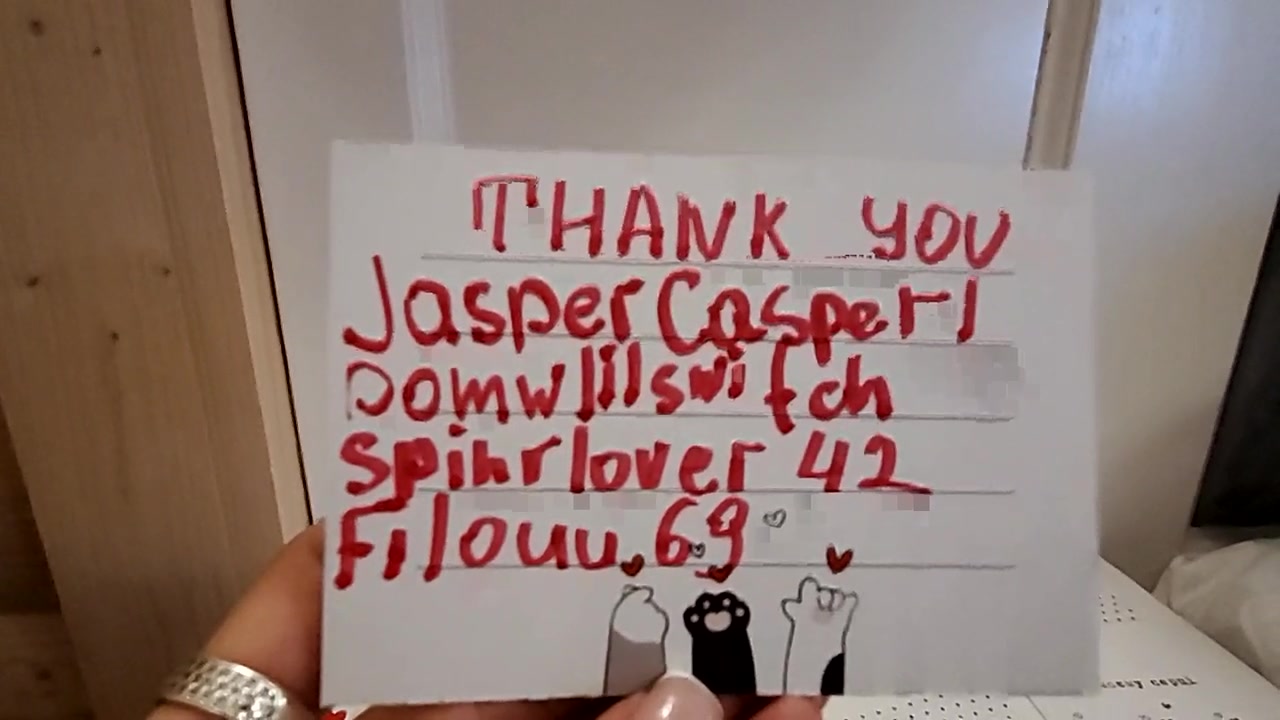 THANK YOU
JasperCasper1
Domwlilswitch
Spihrlover 42
Filouu.69